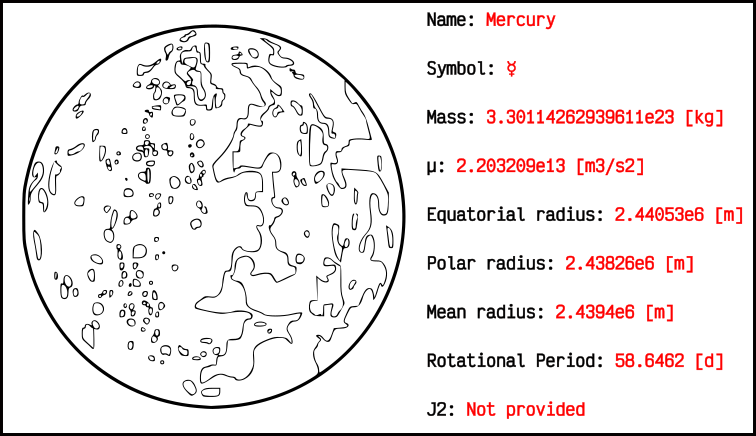 Name: Mercury
Symbol: ☿
Mass: 3.30114262939611e23 [kg]
µ: 2.203209e13 [m3/s2]
Equatorial radius: 2.44053e6 [m]
Polar radius: 2.43826e6 [m]
Mean radius: 2.4394e6 [m]
Rotational Period: 58.6462 [d]
J2: Not provided